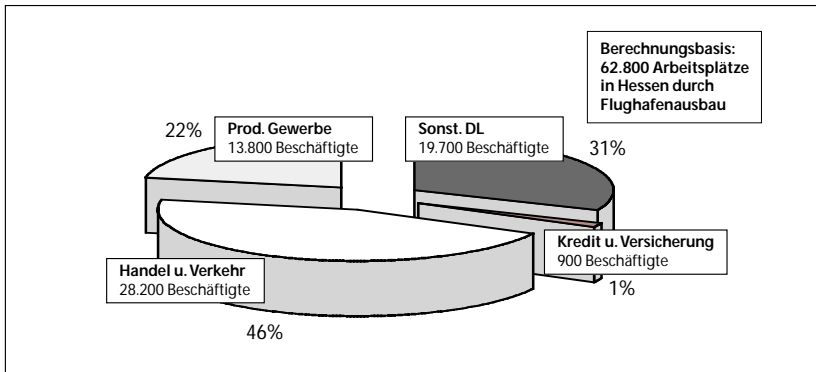 Berechnungsbasis:
62.800 Arbeitsplätze
in Hessen durch
Flughafenausbau
22%
Prod. Gewerbe
13.800 Beschäftigte
Sonst. DL
19.700 Beschäftigte
31%
Kredit u. Versicherung
900 Beschäftigte
1%
Handel u. Verkehr
28.200 Beschäftigte
46%